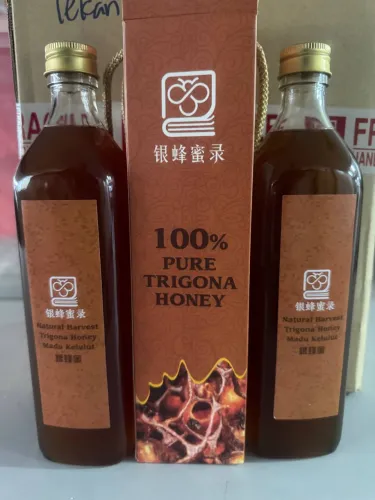 Tekan
银蜂蜜录
100%
PURE
TRIGONA
HONEY
银蜂蜜录
Natural Harvest
Trigona Honey
Madu Kelulut
银蜂蜜录
Natural Harvest
Trigona Honey
Madu Kelulut